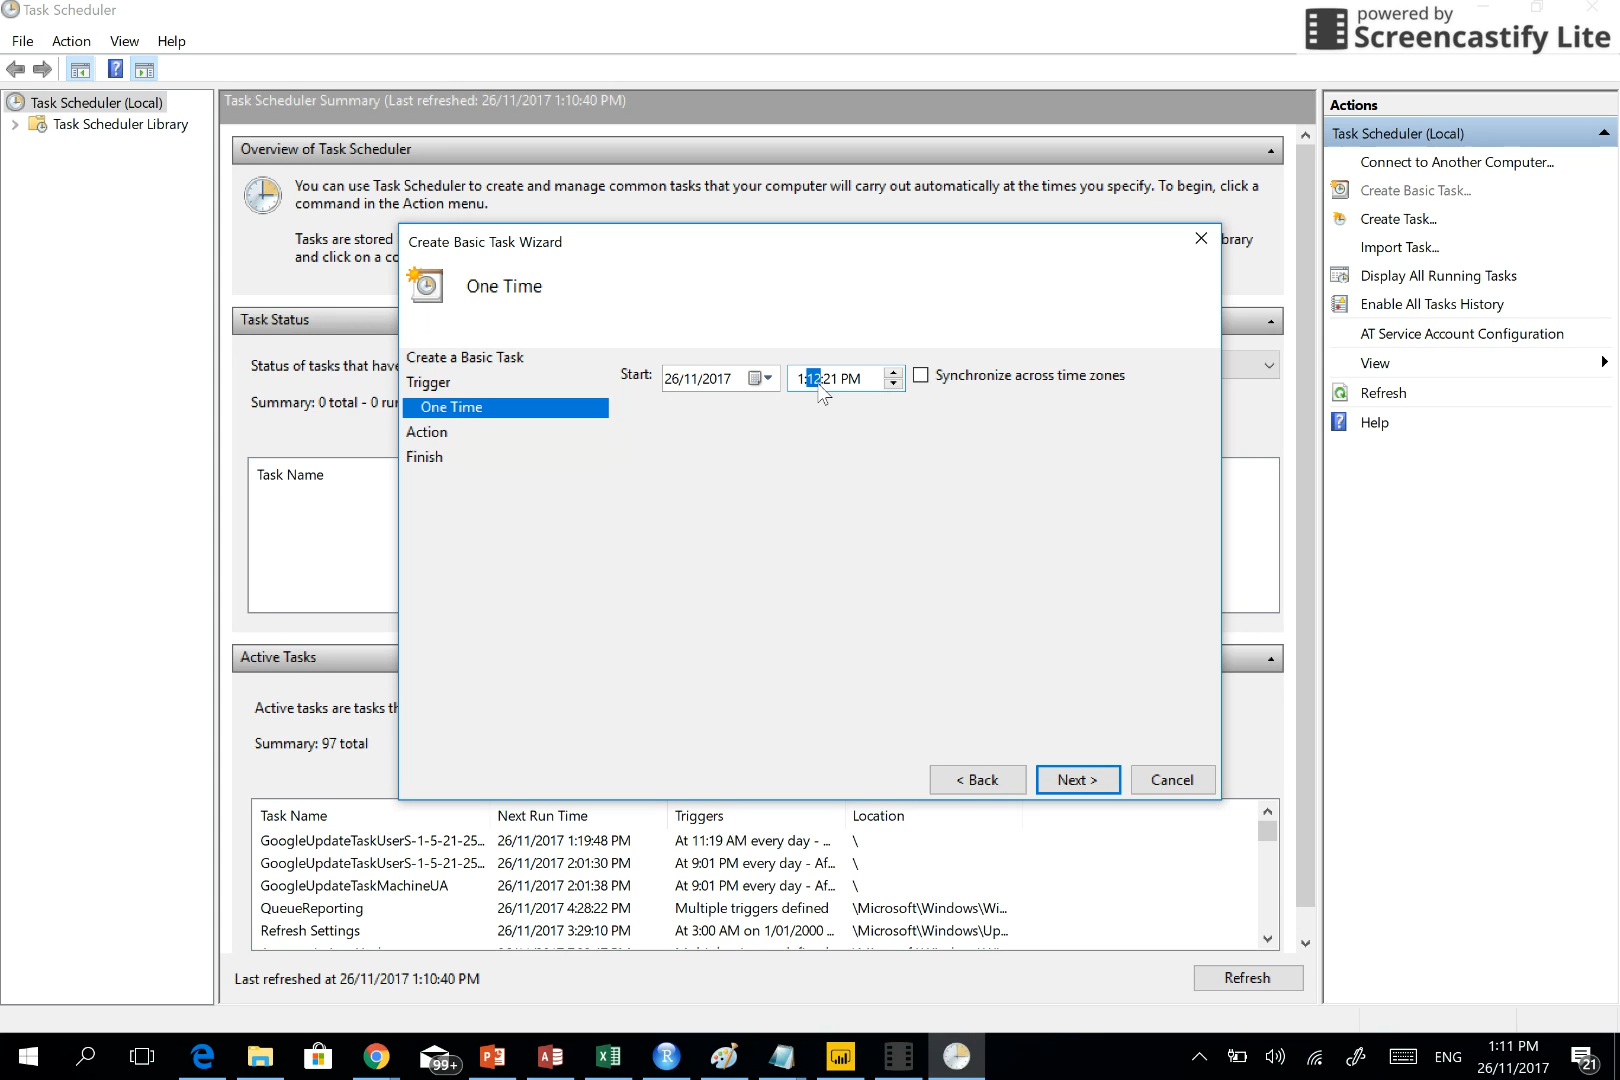 Task Scheduler
powered by
Screencastify Lite
File Action View Help
Task Scheduler (Local)
Task Scheduler Library
Task Scheduler Summary (Last refreshed: 26/11/2017 1:10:40 PM)
Overview of Task Scheduler
You can use Task Scheduler to create and manage common tasks that your computer will carry out automatically at the times you specify. To begin, click a
command in the Action menu.
Tasks are stored
brary
and click on a co
Task Status
Status of tasks that have
Summary: 0 total - 0 rur
Task Name
Active Tasks
Active tasks are tasks th
Summary: 97 total
Create Basic Task Wizard
One Time
Create a Basic Task
Trigger
One Time
Action
Finish
Start: 26/11/2017 1:12:21 PM Synchronize across time zones
< Back Next > Cancel
Task Name Next Run Time Triggers Location
GoogleUpdateTaskUserS-1-5-21-25... 26/11/2017 1:19:48 PM At 11:19 AM every day - ... \
GoogleUpdateTaskUserS-1-5-21-25... 26/11/2017 2:01:30 PM At 9:01 PM every day - Af... \
GoogleUpdateTaskMachineUA 26/11/2017 2:01:38 PM At 9:01 PM every day - Af... \
QueueReporting 26/11/2017 4:28:22 PM Multiple triggers defined \Microsoft\Windows\Wi...
Refresh Settings 26/11/2017 3:29:10 PM At 3:00 AM on 1/01/2000 ... \Microsoft\Windows\Up...
Last refreshed at 26/11/2017 1:10:40 PM Refresh
Actions
Task Scheduler (Local)
Connect to Another Computer...
Create Basic Task...
Create Task...
Import Task...
Display All Running Tasks
Enable All Tasks History
AT Service Account Configuration
View
Refresh
Help
99+
ENG
1:11 PM
26/11/2017
21